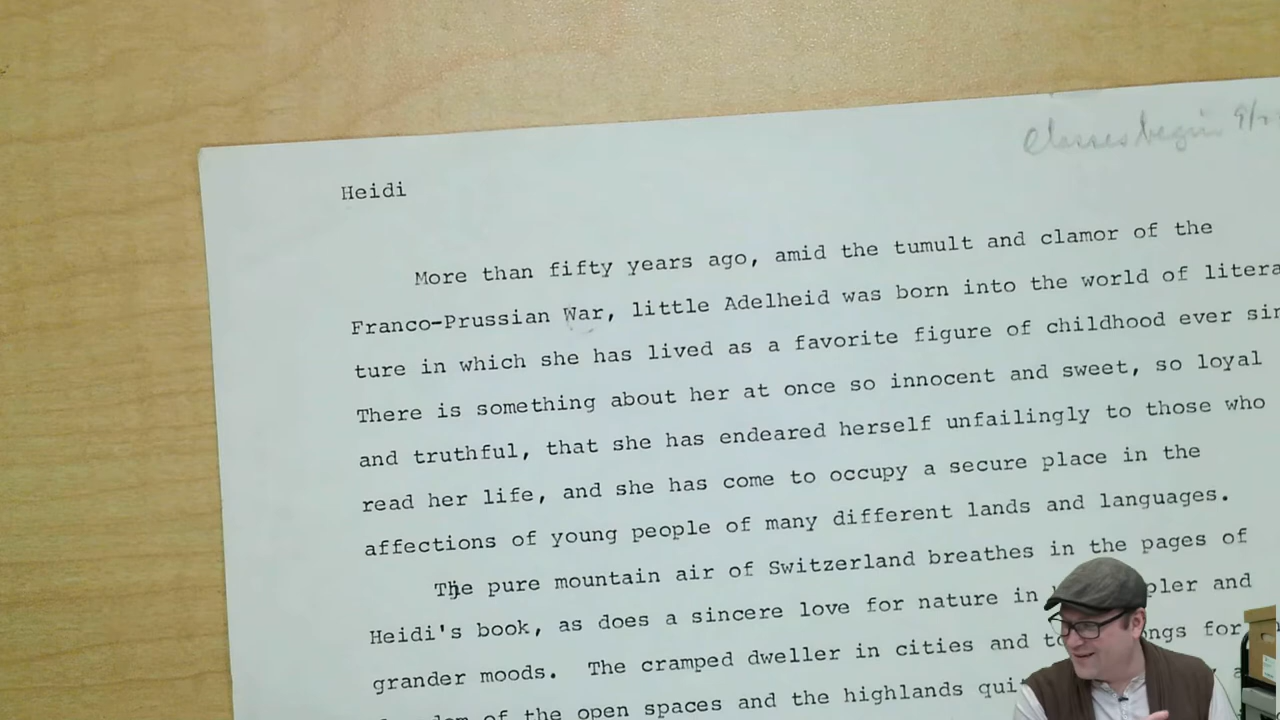 Classes begin
Heidi
More than fifty years ago, amid the tumult and clamor of the
Franco-Prussian War, little Adelheid was born into the world of litera
ture in which she has lived as a favorite figure of childhood ever sin
There is something about her at once so innocent and sweet, so loyal
and truthful, that she has endeared herself unfailingly to those who
read her life, and she has come to occupy a secure place in the
affections of young people of many different lands and languages.
The pure mountain air of Switzerland breathes in the pages of
Heidi's book, as does a sincere love for nature in pler and
grander moods. The cramped dweller in cities and ngs for
of the open spaces and the highlands qui